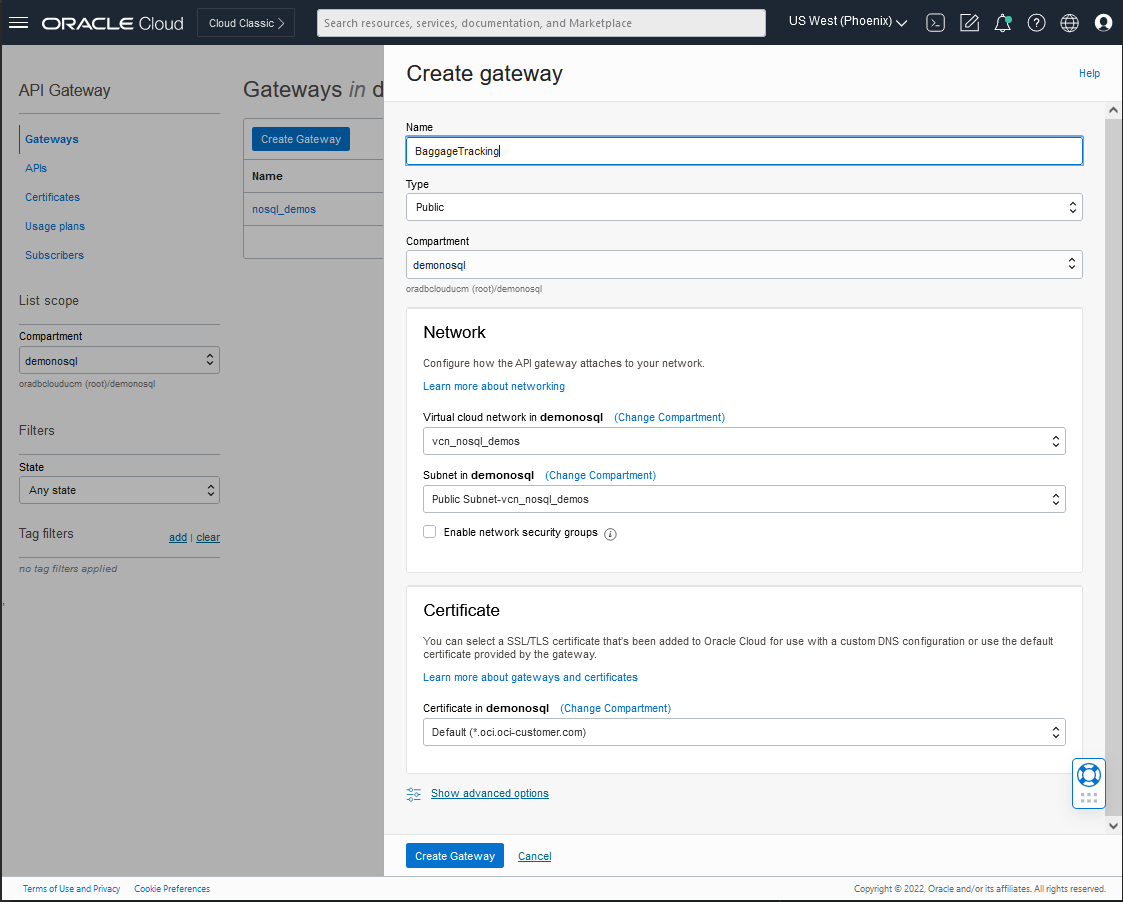 ORACLE Cloud
Cloud Classic
Search resources, services, documentation, and Marketplace
US West (Phoenix)
API Gateway
Gateways
APIs
Certificates
Usage plans
Subscribers
List scope
Compartment
demonosql
oradbclouducm (root)/demonosql
Filters
State
Any state
Tag filters
add | clear
no tag filters applied
Gateways in d
Create Gateway
Name
nosql_demos
Create gateway
Help
Name
BaggageTracking
Type
Public
Compartment
demonosql
oradbclouducm (root)/demonosql
Network
Configure how the API gateway attaches to your network.
Learn more about networking
Virtual cloud network in demonosql (Change Compartment)
vcn_nosql_demos
Subnet in demonosql (Change Compartment)
Public Subnet-vcn_nosql_demos
Enable network security groups
Certificate
You can select a SSL/TLS certificate that's been added to Oracle Cloud for use with a custom DNS configuration or use the default
certificate provided by the gateway.
Learn more about gateways and certificates
Certificate in demonosql (Change Compartment)
Default (*.oci.oci-customer.com)
Show advanced options
Create Gateway
Cancel
Terms of Use and Privacy
Cookie Preferences
Copyright © 2022, Oracle and/or its affiliates. All rights reserved.